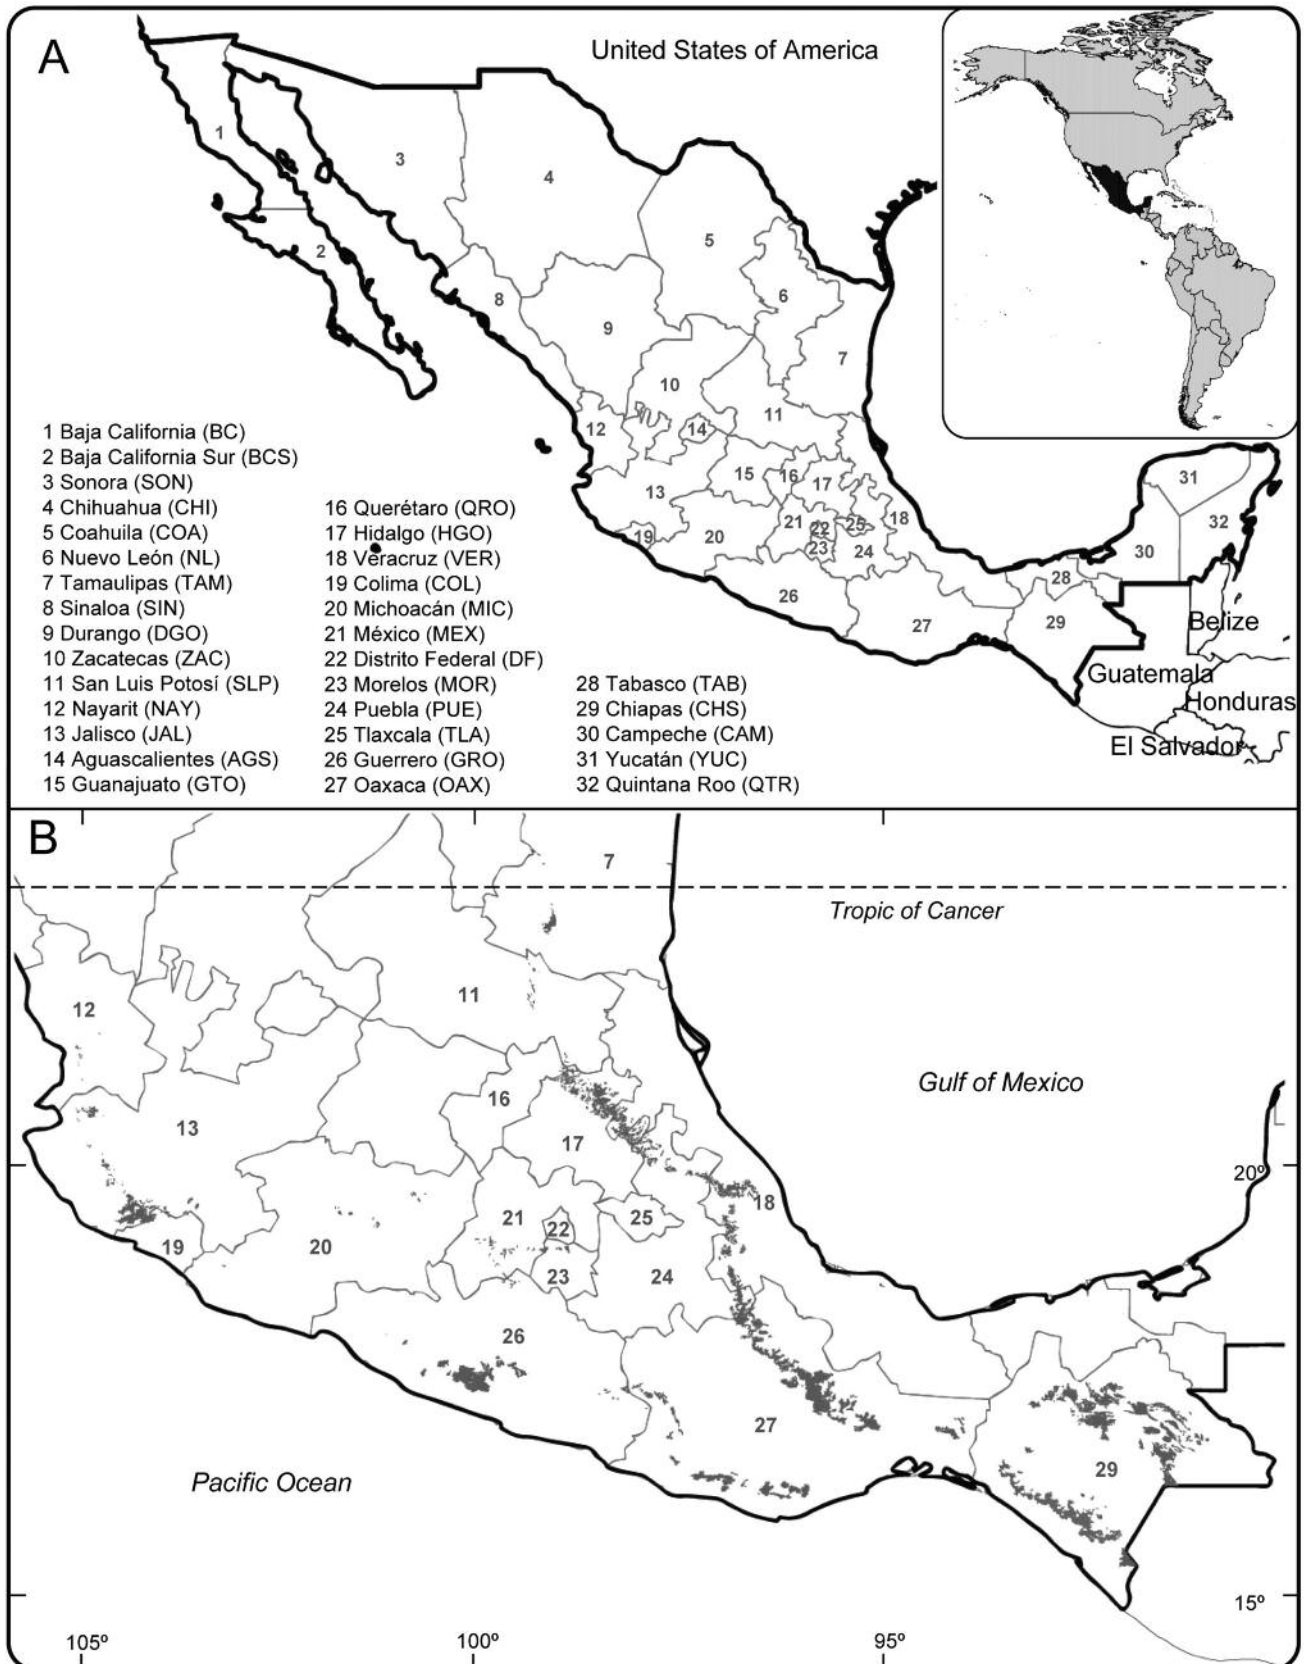 A
United States of America
1
2
3
4
5
6
7
8
9
10
11
12
13
14
15
16
17
18
19
20
21
22
23
24
25
26
27
28
29
30
31
32
Belize
Guatemala
Honduras
El Salvador
1 Baja California (BC)
2 Baja California Sur (BCS)
3 Sonora (SON)
4 Chihuahua (CHI)
5 Coahuila (COA)
6 Nuevo León (NL)
7 Tamaulipas (TAM)
8 Sinaloa (SIN)
9 Durango (DGO)
10 Zacatecas (ZAC)
11 San Luis Potosí (SLP)
12 Nayarit (NAY)
13 Jalisco (JAL)
14 Aguascalientes (AGS)
15 Guanajuato (GTO)
16 Querétaro (QRO)
17 Hidalgo (HGO)
18 Veracruz (VER)
19 Colima (COL)
20 Michoacán (MIC)
21 México (MEX)
22 Distrito Federal (DF)
23 Morelos (MOR)
24 Puebla (PUE)
25 Tlaxcala (TLA)
26 Guerrero (GRO)
27 Oaxaca (OAX)
28 Tabasco (TAB)
29 Chiapas (CHS)
30 Campeche (CAM)
31 Yucatán (YUC)
32 Quintana Roo (QTR)
B
7
Tropic of Cancer
11
12
Gulf of Mexico
16
13
17
20º
18
21
22
25
19
20
23
24
26
27
29
Pacific Ocean
15º
105º
100º
95º